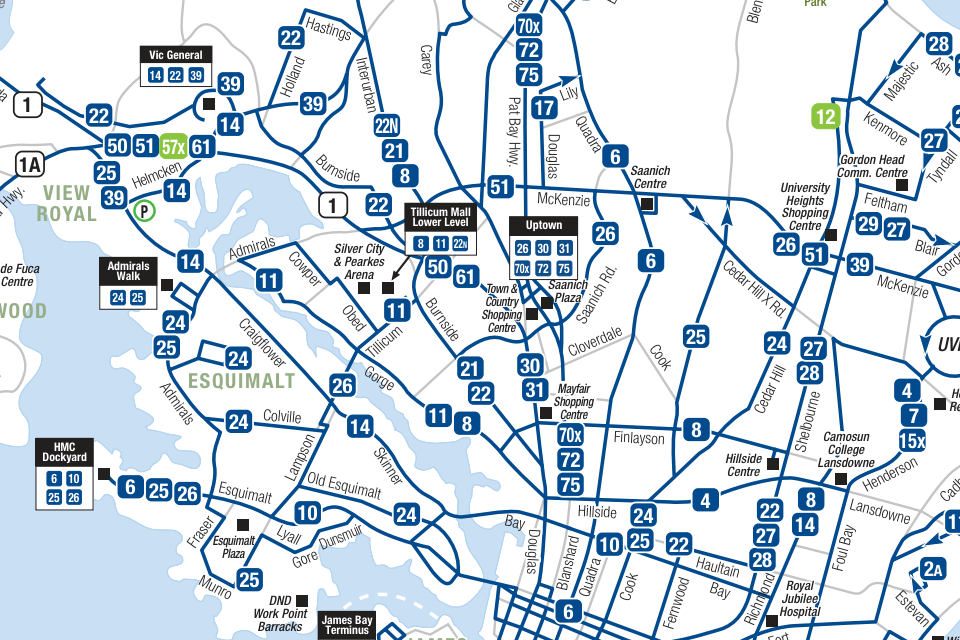 Park
Hastings
22
Vic General
14 22 39
39
Holland
Interurban
Carey
70x
72
75
Pat Bay Hwy.
Lily
17
Quadra
Douglas
28
Ash
Majestic
12
Kenmore
27
Tyndall
1
22
39
14
22N
21
8
50 51 57x 61
1A
25
39
Helmcken
14
P
VIEW
ROYAL
Burnside
1
22
51
McKenzie
6
Saanich
Centre
Gordon Head
Comm. Centre
University
Heights
Shopping
Centre
Feltham
29 27
Blair
Tillicum Mall
Lower Level
8 11 22N
Uptown
26 30 31
70x 72 75
26
26
51
39
McKenzie
14
Admirals
11
Cowper
Silver City
& Pearkes
Arena
50
61
6
Cedar Hill X Rd.
Admirals
Walk
24 25
Town &
Country
Shopping
Centre
Saanich
Plaza
Saanich Rd.
de Fuca
Centre
WOOD
24
25
24
Craigflower
Obed
11
Tillicum
Burnside
Cloverdale
Cook
25
24
27
28
UVI
ESQUIMALT
Admirals
24
Colville
26
14
Gorge
21
22
11
8
30
31
Mayfair
Shopping
Centre
70x
72
75
Finlayson
8
Cedar Hill
Shelbourne
4
7
15x
Hillside
Centre
Camosun
College
Lansdowne
Henderson
HMC
Dockyard
6 10
25 26
6
25
26
Esquimalt
Lampson
Skinner
Old Esquimalt
10
24
Fraser
Esquimalt
Plaza
Lyall
Gore
Dunsmuir
25
Munro
DND
Work Point
Barracks
James Bay
Terminus
Bay
Douglas
Hillside
4
24
25
10
Blanshard
Quadra
Cook
22
Fernwood
Haultain
Bay
Richmond
6
22
27
28
8
14
Foul Bay
Lansdowne
11
2A
Estevan
Royal
Jubilee
Hospital